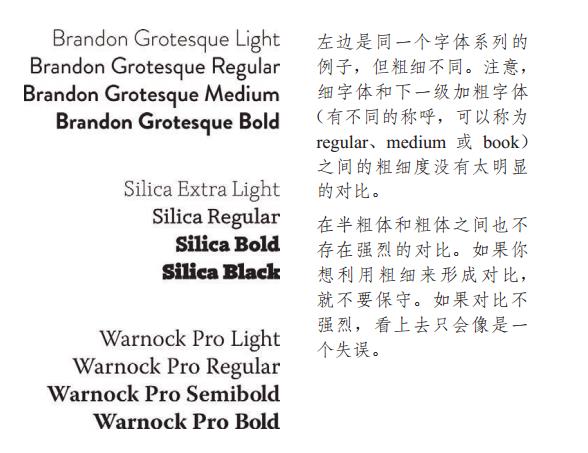 Brandon Grotesque Light
Brandon Grotesque Regular
Brandon Grotesque Medium
Brandon Grotesque Bold
Silica Extra Light
Silica Regular
Silica Bold
Silica Black
Warnock Pro Light
Warnock Pro Regular
Warnock Pro Semibold
Warnock Pro Bold
左边是同一个字体系列的
例子，但粗细不同。注意，
细字体和下一级加粗字体
（有不同的称呼，可以称为
regular、medium 或 book）
之间的粗细度没有太明显
的对比。
在半粗体和粗体之间也不
存在强烈的对比。如果你
想利用粗细来形成对比，
就不要保守。如果对比不
强烈，看上去只会像是一
个失误。